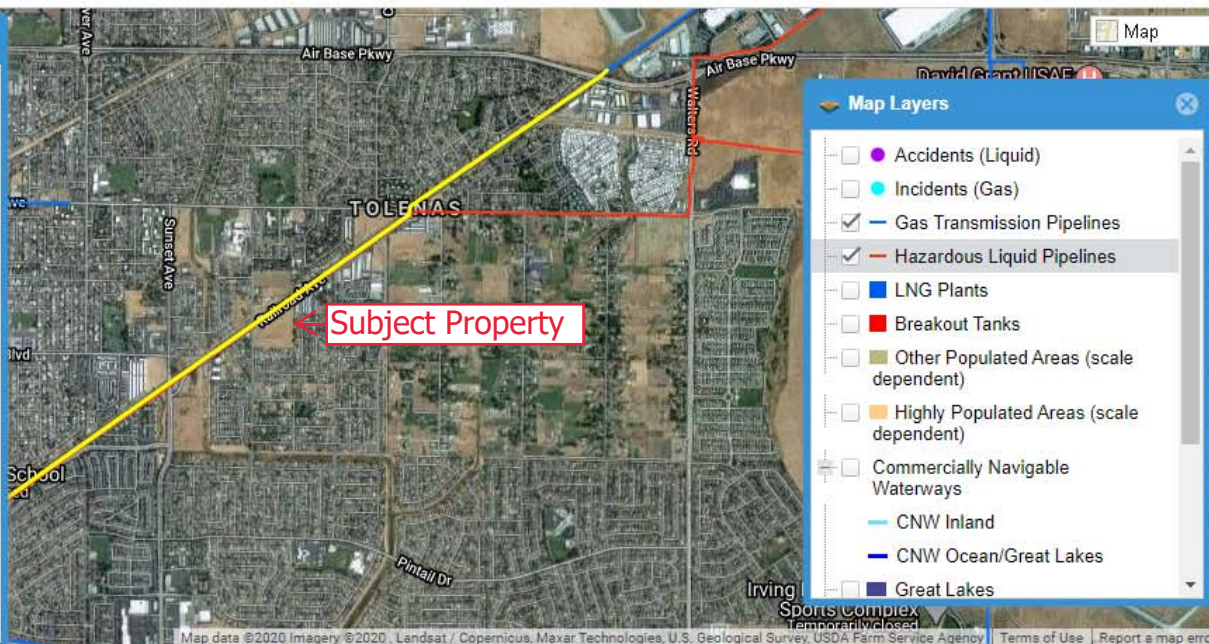 Air Base Pkwy
Air Base Pkwy
Map
David Grant USAF
Walters Rd
TOLENAS
Sunset Ave
Railroad Ave
Subject Property
Blvd
School
Pintail Dr
Irving
Sports Complex
Temporarily closed
Map Layers
Accidents (Liquid)
Incidents (Gas)
Gas Transmission Pipelines
Hazardous Liquid Pipelines
LNG Plants
Breakout Tanks
Other Populated Areas (scale
dependent)
Highly Populated Areas (scale
dependent)
Commercially Navigable
Waterways
CNW Inland
CNW Ocean/Great Lakes
Great Lakes
Map data ©2020 Imagery ©2020 , Landsat / Copernicus, Maxar Technologies, U.S. Geological Survey, USDA Farm Service Agency
Terms of Use
Report a map erro